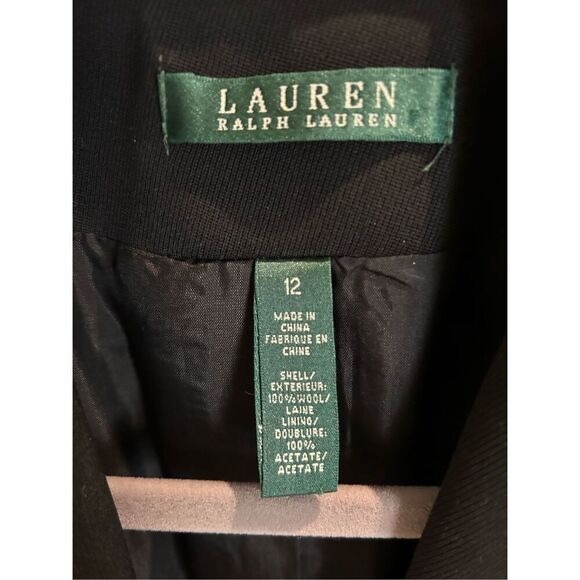 LAUREN
RALPH LAUREN
12
MADE IN
CHINA
FABRIQUE EN
CHINE
SHELL/
EXTERIEUR:
100%WOOL/
LAINE
LINING/
DOUBLURE:
100%
ACETATE/
ACETATE